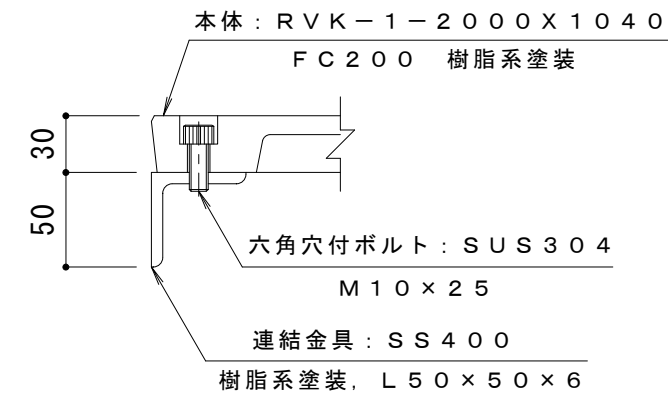 本体：ＲＶＫ－１－２０００Ｘ１０４０
ＦＣ２００　樹脂系塗装
30
50
六角穴付ボルト：ＳＵＳ３０４
Ｍ１０×２５
連結金具：ＳＳ４００
樹脂系塗装，Ｌ５０×５０×６